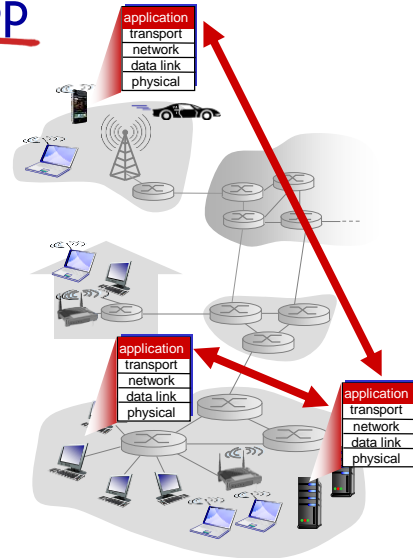 application
transport
network
data link
physical
application
transport
network
data link
physical
application
transport
network
data link
physical